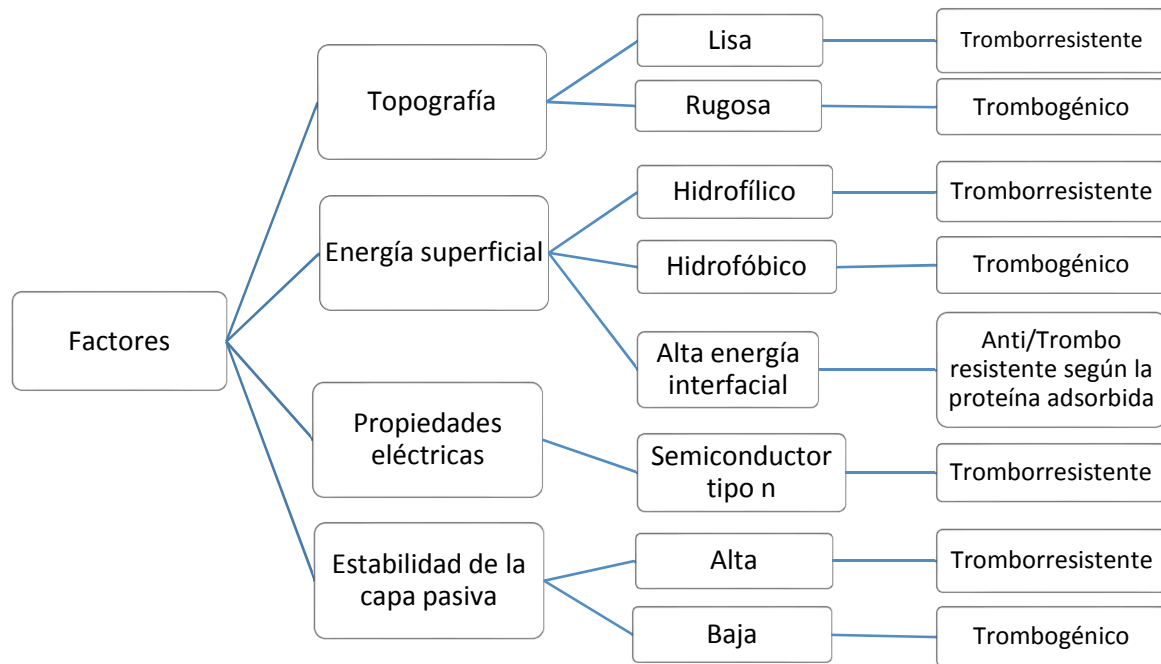 Factores
Topografía
Lisa
Tromborresistente
Rugosa
Trombogénico
Energía superficial
Hidrofílico
Tromborresistente
Hidrofóbico
Trombogénico
Alta energía
interfacial
Anti/Trombo
resistente según la
proteína adsorbida
Propiedades
eléctricas
Semiconductor
tipo n
Tromborresistente
Estabilidad de la
capa pasiva
Alta
Tromborresistente
Baja
Trombogénico